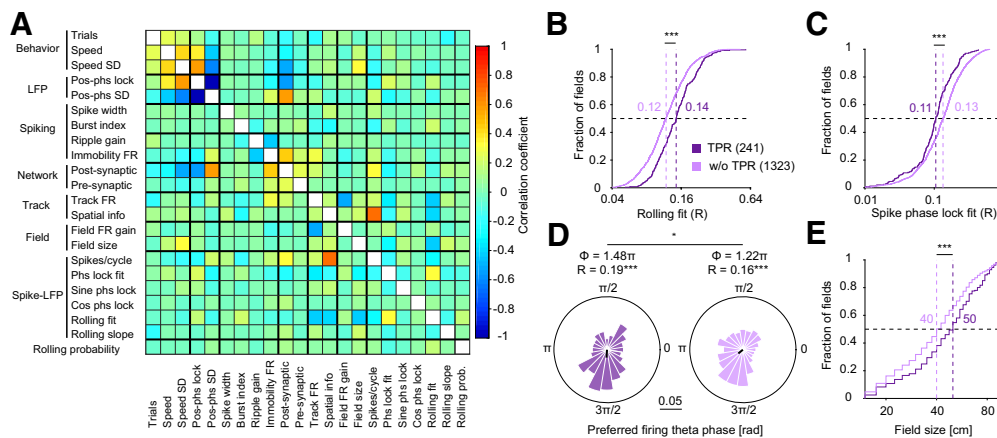 A
Behavior
LFP
Spiking
Network
Track
Field
Spike-LFP
Trials
Speed
Speed SD
Pos-phs lock
Pos-phs SD
Spike width
Burst index
Ripple gain
Immobility FR
Post-synaptic
Pre-synaptic
Track FR
Spatial info
Field FR gain
Field size
Spikes/cycle
Phs lock fit
Sine phs lock
Cos phs lock
Rolling fit
Rolling slope
Rolling probability
Trials
Speed
Speed SD
Pos-phs lock
Pos-phs SD
Spike width
Burst index
Ripple gain
Immobility FR
Post-synaptic
Pre-synaptic
Track FR
Spatial info
Field FR gain
Field size
Spikes/cycle
Phs lock fit
Sine phs lock
Cos phs lock
Rolling fit
Rolling slope
Rolling prob.
1
0.8
0.6
0.4
0.2
0
-0.2
-0.4
-0.6
-0.8
-1
Correlation coefficient
B
***
Fraction of fields
1
0.8
0.6
0.4
0.2
0
0.12
0.14
TPR (241)
w/o TPR (1323)
0.04
0.16
0.64
Rolling fit (R)
C
***
Fraction of fields
1
0.8
0.6
0.4
0.2
0
0.11
0.13
0.01
0.1
1
Spike phase lock fit (R)
D
*
Φ = 1.48π
R = 0.19***
π/2
π
0
3π/2
Φ = 1.22π
R = 0.16***
π/2
π
0
3π/2
0.05
Preferred firing theta phase [rad]
E
***
Fraction of fields
1
0.8
0.6
0.4
0.2
0
40
50
0
40
80
Field size [cm]